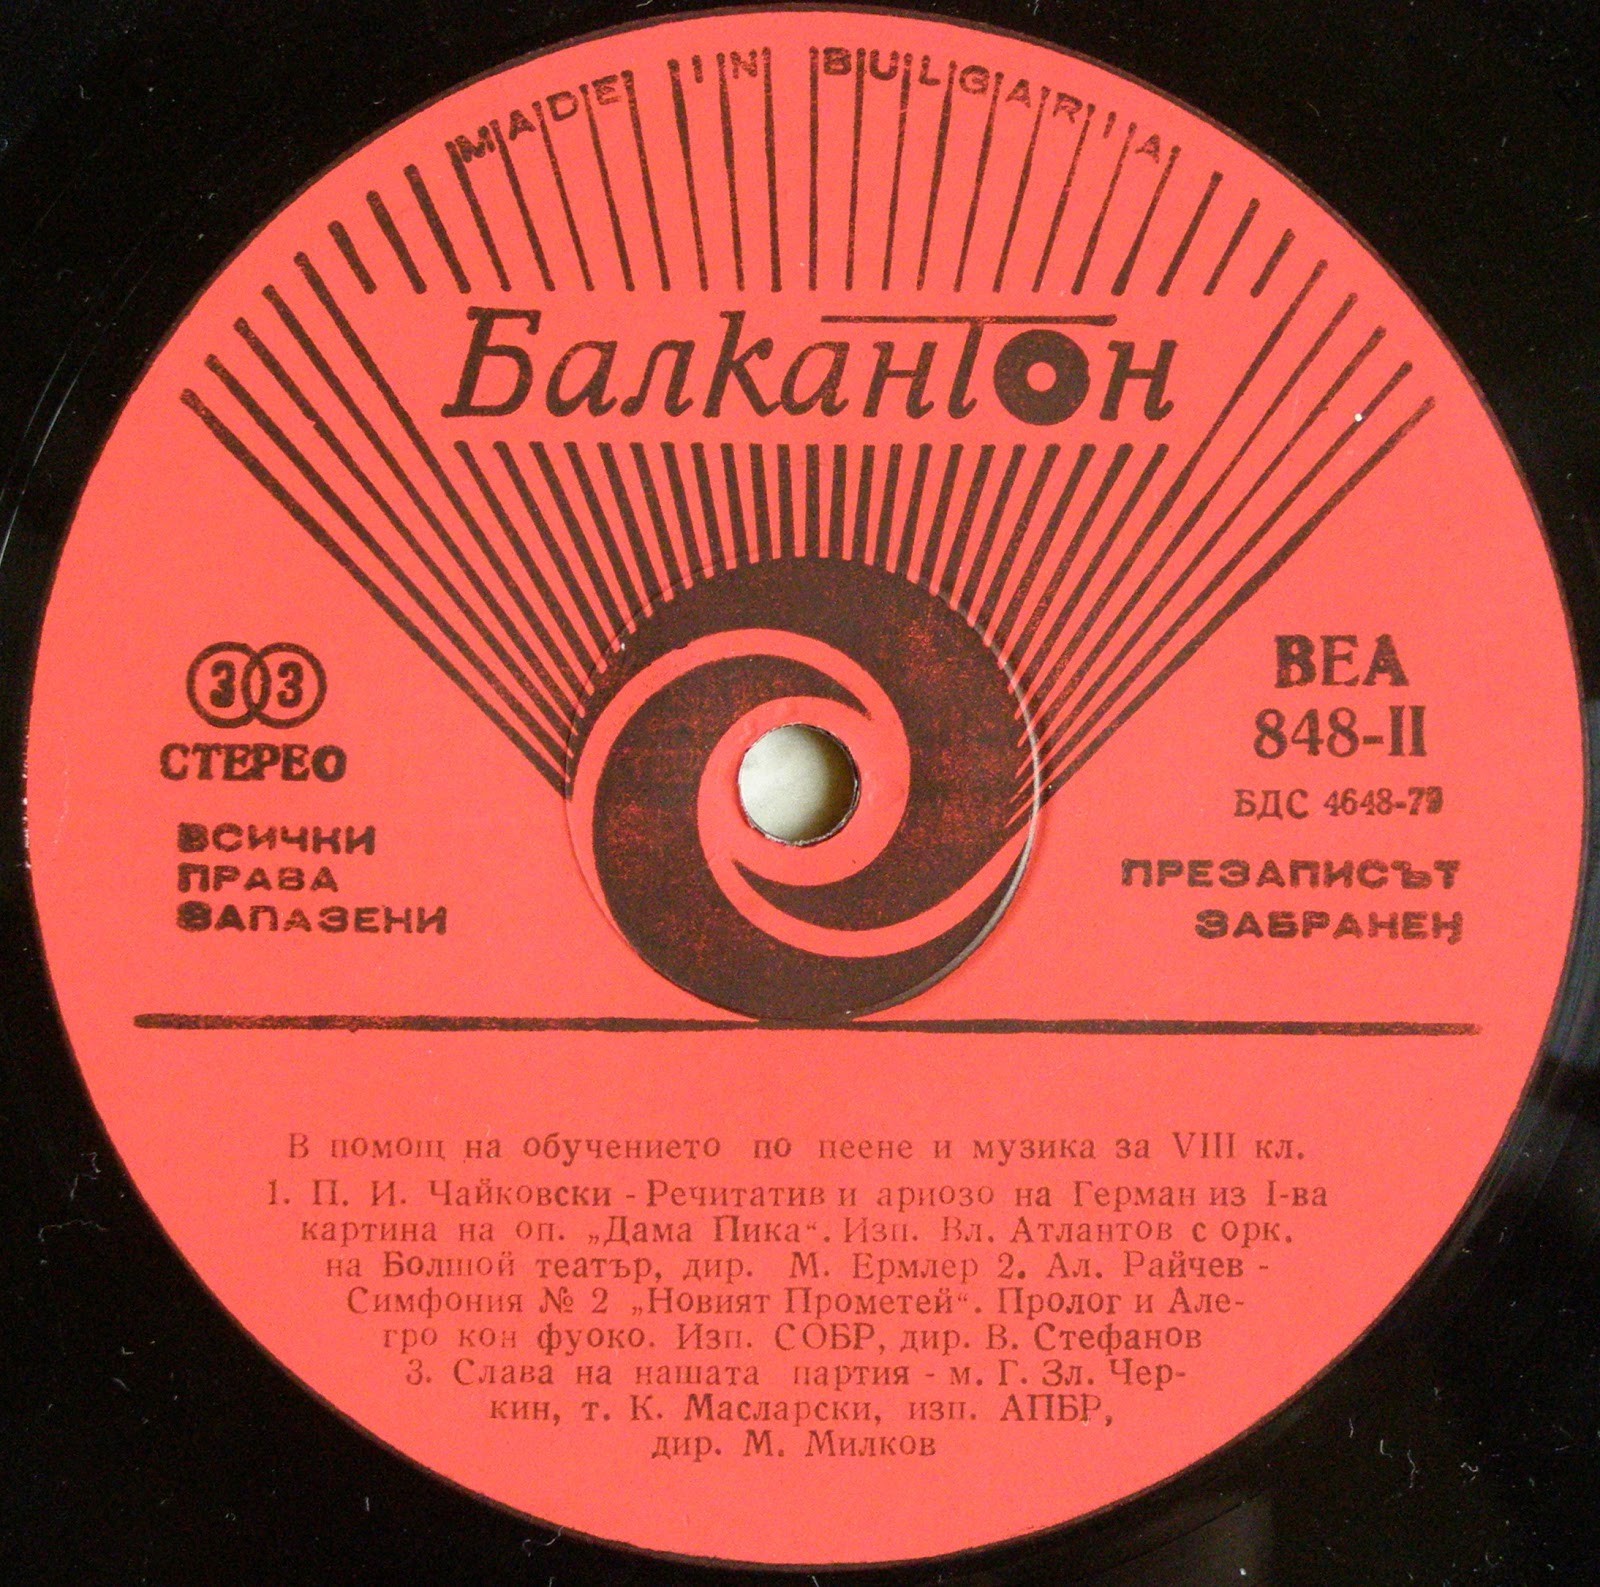 MADE IN BULGARIA
Балкантон
33
СТЕРЕО
ВСИЧКИ
ПРАВА
ЗАПАЗЕНИ
ВЕА
848-II
БДС 4648-79
ПРЕЗАПИСЪТ
ЗАБРАНЕН
В помощ на обучението по пеене и музика за VIII кл.
1. П. И. Чайковски - Речитатив и ариозо на Герман из I-ва
картина на оп. „Дама Пика“. Изп. Вл. Атлантов с орк.
на Болшой театър, дир. М. Ермлер 2. Ал. Райчев -
Симфония № 2 „Новият Прометей“. Пролог и Але-
гро кон фуоко. Изп. СОБР, дир. В. Стефанов
3. Слава на нашата партия - м. Г. Зл. Чер-
кин, т. К. Масларски, изп. АПБР,
дир. М. Милков